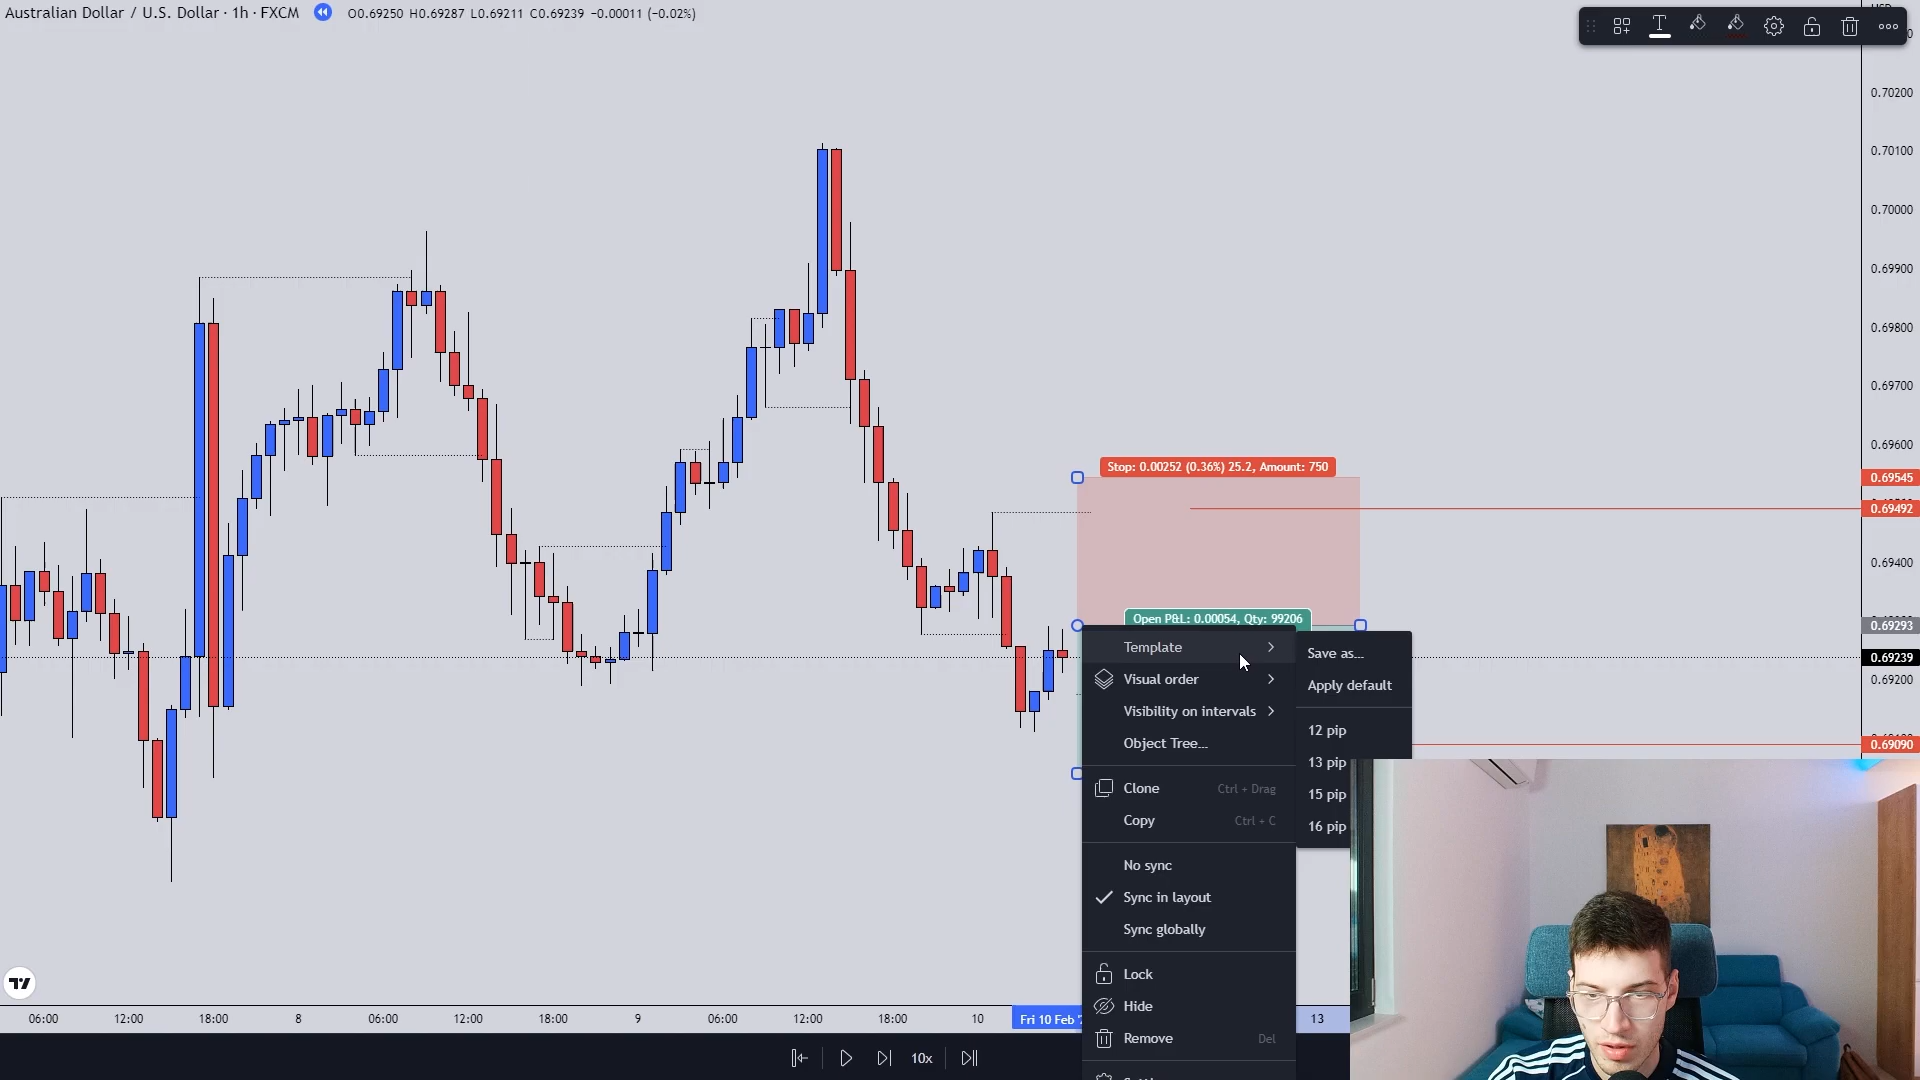 Australian Dollar / U.S. Dollar · 1h · FXCM
O0.69250 H0.69287 L0.69211 C0.69239 −0.00011 (−0.02%)
0.70200
0.70100
0.70000
0.69900
0.69800
0.69700
0.69600
Stop: 0.00252 (0.36%) 25.2, Amount: 750
0.69545
0.69492
0.69400
Open P&L: 0.00054, Qty: 99206
0.69293
0.69239
0.69200
0.69090
Template
Visual order
Visibility on intervals
Object Tree...
Clone
Ctrl + Drag
Copy
Ctrl + C
No sync
Sync in layout
Sync globally
Lock
Hide
Remove
Del
Save as...
Apply default
12 pip
13 pip
15 pip
16 pip
06:00
12:00
18:00
8
06:00
12:00
18:00
9
06:00
12:00
18:00
10
Fri 10 Feb
13
10x